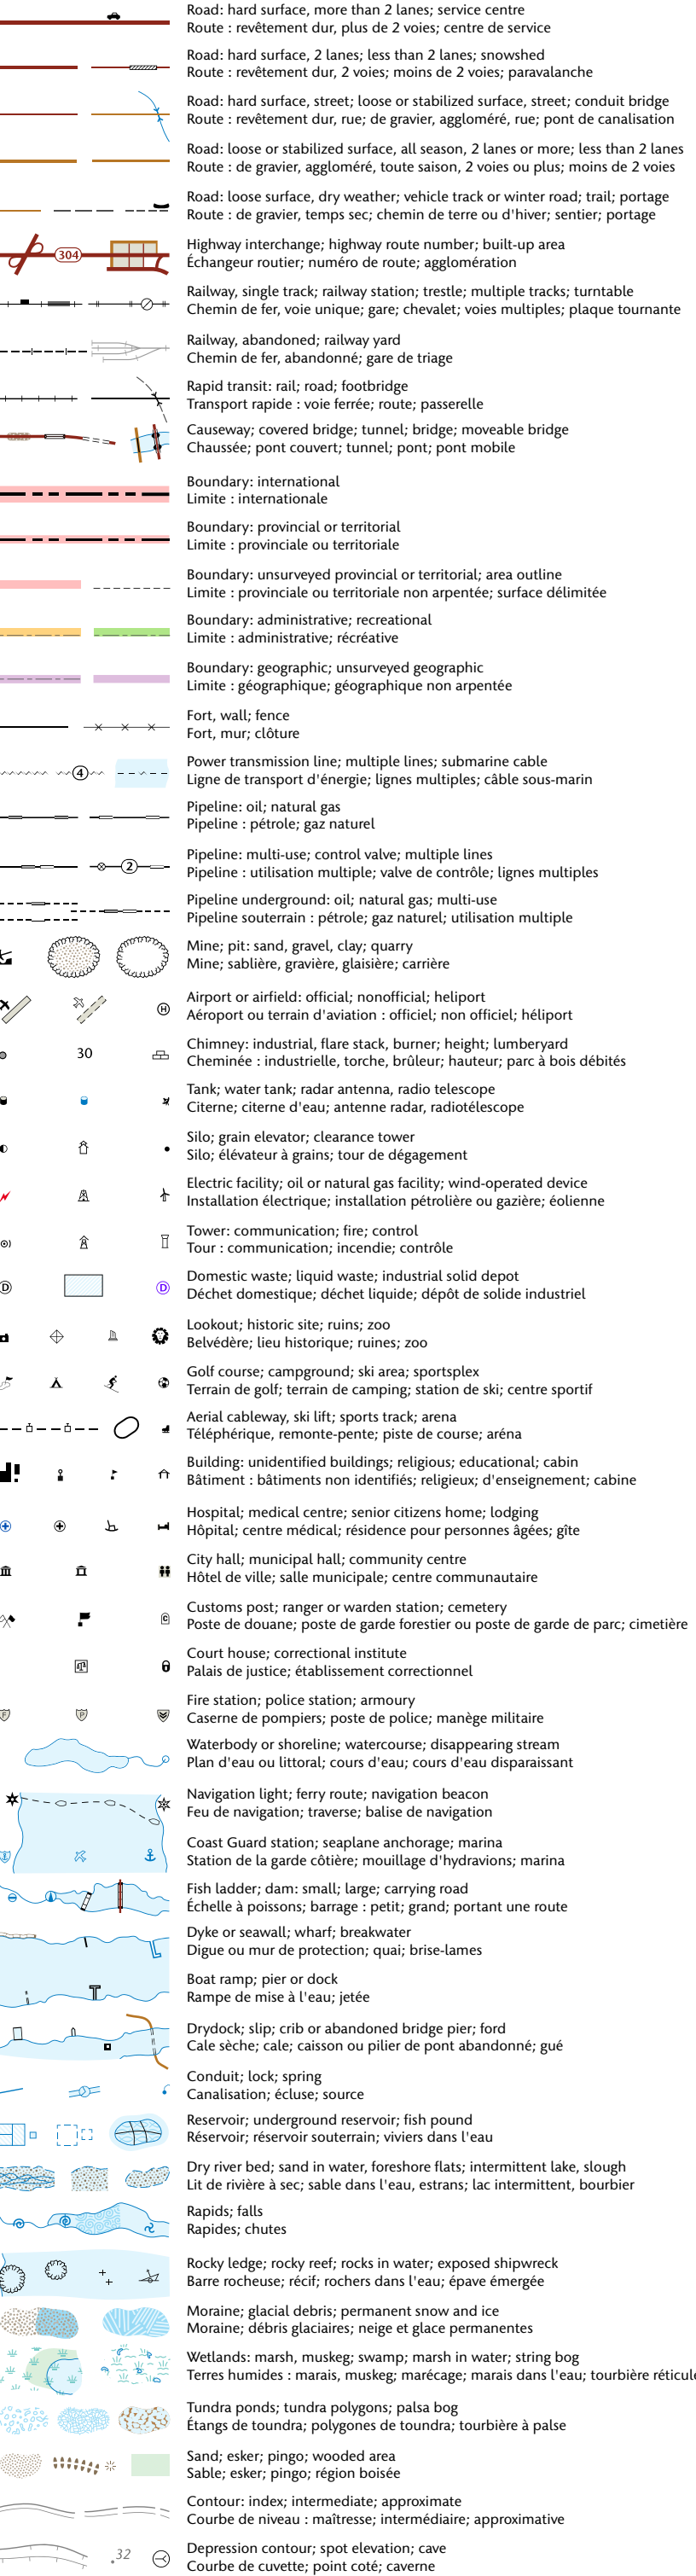 Road: hard surface, more than 2 lanes; service centre
Route : revêtement dur, plus de 2 voies; centre de service
Road: hard surface, 2 lanes; less than 2 lanes; snowshed
Route : revêtement dur, 2 voies; moins de 2 voies; paravalanche
Road: hard surface, street; loose or stabilized surface, street; conduit bridge
Route : revêtement dur, rue; de gravier, aggloméré, rue; pont de canalisation
Road: loose or stabilized surface, all season, 2 lanes or more; less than 2 lanes
Route : de gravier, aggloméré, toute saison, 2 voies ou plus; moins de 2 voies
Road: loose surface, dry weather; vehicle track or winter road; trail; portage
Route : de gravier, temps sec; chemin de terre ou d'hiver; sentier; portage
304
Highway interchange; highway route number; built-up area
Échangeur routier; numéro de route; agglomération
Railway, single track; railway station; trestle; multiple tracks; turntable
Chemin de fer, voie unique; gare; chevalet; voies multiples; plaque tournante
Railway, abandoned; railway yard
Chemin de fer, abandonné; gare de triage
Rapid transit: rail; road; footbridge
Transport rapide : voie ferrée; route; passerelle
Causeway; covered bridge; tunnel; bridge; moveable bridge
Chaussée; pont couvert; tunnel; pont; pont mobile
Boundary: international
Limite : internationale
Boundary: provincial or territorial
Limite : provinciale ou territoriale
Boundary: unsurveyed provincial or territorial; area outline
Limite : provinciale ou territoriale non arpentée; surface délimitée
Boundary: administrative; recreational
Limite : administrative; récréative
Boundary: geographic; unsurveyed geographic
Limite : géographique; géographique non arpentée
Fort, wall; fence
Fort, mur; clôture
4
Power transmission line; multiple lines; submarine cable
Ligne de transport d'énergie; lignes multiples; câble sous-marin
Pipeline: oil; natural gas
Pipeline : pétrole; gaz naturel
2
Pipeline: multi-use; control valve; multiple lines
Pipeline : utilisation multiple; valve de contrôle; lignes multiples
Pipeline underground: oil; natural gas; multi-use
Pipeline souterrain : pétrole; gaz naturel; utilisation multiple
Mine; pit: sand, gravel, clay; quarry
Mine; sablière, gravière, glaisière; carrière
H
Airport or airfield: official; nonofficial; heliport
Aéroport ou terrain d'aviation : officiel; non officiel; héliport
30
Chimney: industrial, flare stack, burner; height; lumberyard
Cheminée : industrielle, torche, brûleur; hauteur; parc à bois débités
Tank; water tank; radar antenna, radio telescope
Citerne; citerne d'eau; antenne radar, radiotélescope
Silo; grain elevator; clearance tower
Silo; élévateur à grains; tour de dégagement
Electric facility; oil or natural gas facility; wind-operated device
Installation électrique; installation pétrolière ou gazière; éolienne
Tower: communication; fire; control
Tour : communication; incendie; contrôle
D D
Domestic waste; liquid waste; industrial solid depot
Déchet domestique; déchet liquide; dépôt de solide industriel
Lookout; historic site; ruins; zoo
Belvédère; lieu historique; ruines; zoo
Golf course; campground; ski area; sportsplex
Terrain de golf; terrain de camping; station de ski; centre sportif
Aerial cableway, ski lift; sports track; arena
Téléphérique, remonte-pente; piste de course; aréna
Building: unidentified buildings; religious; educational; cabin
Bâtiment : bâtiments non identifiés; religieux; d'enseignement; cabine
Hospital; medical centre; senior citizens home; lodging
Hôpital; centre médical; résidence pour personnes âgées; gîte
City hall; municipal hall; community centre
Hôtel de ville; salle municipale; centre communautaire
C
Customs post; ranger or warden station; cemetery
Poste de douane; poste de garde forestier ou poste de garde de parc; cimetière
Court house; correctional institute
Palais de justice; établissement correctionnel
F P
Fire station; police station; armoury
Caserne de pompiers; poste de police; manège militaire
Waterbody or shoreline; watercourse; disappearing stream
Plan d'eau ou littoral; cours d'eau; cours d'eau disparaissant
Navigation light; ferry route; navigation beacon
Feu de navigation; traverse; balise de navigation
Coast Guard station; seaplane anchorage; marina
Station de la garde côtière; mouillage d'hydravions; marina
Fish ladder; dam: small; large; carrying road
Échelle à poissons; barrage : petit; grand; portant une route
Dyke or seawall; wharf; breakwater
Digue ou mur de protection; quai; brise-lames
Boat ramp; pier or dock
Rampe de mise à l'eau; jetée
Drydock; slip; crib or abandoned bridge pier; ford
Cale sèche; cale; caisson ou pilier de pont abandonné; gué
Conduit; lock; spring
Canalisation; écluse; source
Reservoir; underground reservoir; fish pound
Réservoir; réservoir souterrain; viviers dans l'eau
Dry river bed; sand in water, foreshore flats; intermittent lake, slough
Lit de rivière à sec; sable dans l'eau, estrans; lac intermittent, bourbier
Rapids; falls
Rapides; chutes
Rocky ledge; rocky reef; rocks in water; exposed shipwreck
Barre rocheuse; récif; rochers dans l'eau; épave émergée
Moraine; glacial debris; permanent snow and ice
Moraine; débris glaciaires; neige et glace permanentes
Wetlands: marsh, muskeg; swamp; marsh in water; string bog
Terres humides : marais, muskeg; marécage; marais dans l'eau; tourbière
Tundra ponds; tundra polygons; palsa bog
Étangs de toundra; polygones de toundra; tourbière à palse
Sand; esker; pingo; wooded area
Sable; esker; pingo; région boisée
Contour: index; intermediate; approximate
Courbe de niveau : maîtresse; intermédiaire; approximative
.32
Depression contour; spot elevation; cave
Courbe de cuvette; point coté; caverne